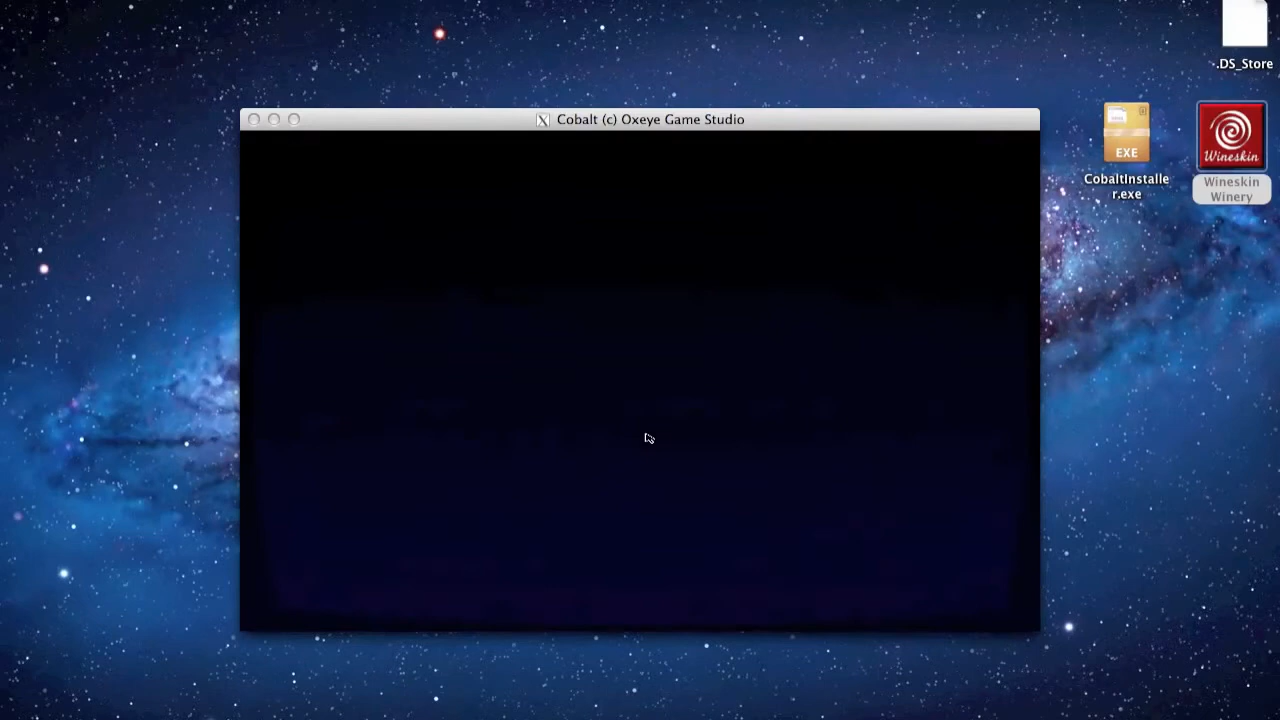 .DS_Store
Cobalt (c) Oxeye Game Studio
EXE
CobaltInstalle
r.exe
Wineskin
Wineskin
Winery